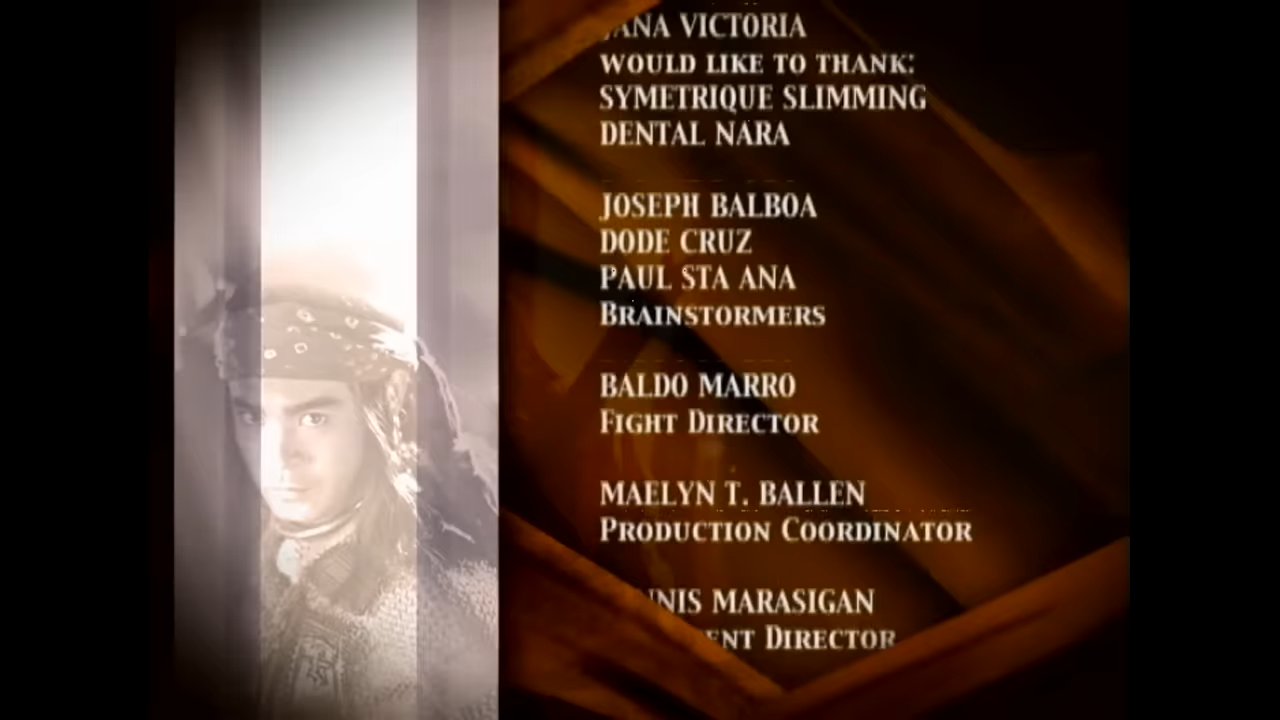 VICTORIA
WOULD LIKE TO THANK:
SYMETRIQUE SLIMMING
DENTAL NARA
JOSEPH BALBOA
DODE CRUZ
PAUL STA ANA
BRAINSTORMERS
BALDO MARRO
FIGHT DIRECTOR
MAELYN T. BALLEN
PRODUCTION COORDINATOR
MARASIGAN
DIRECTOR